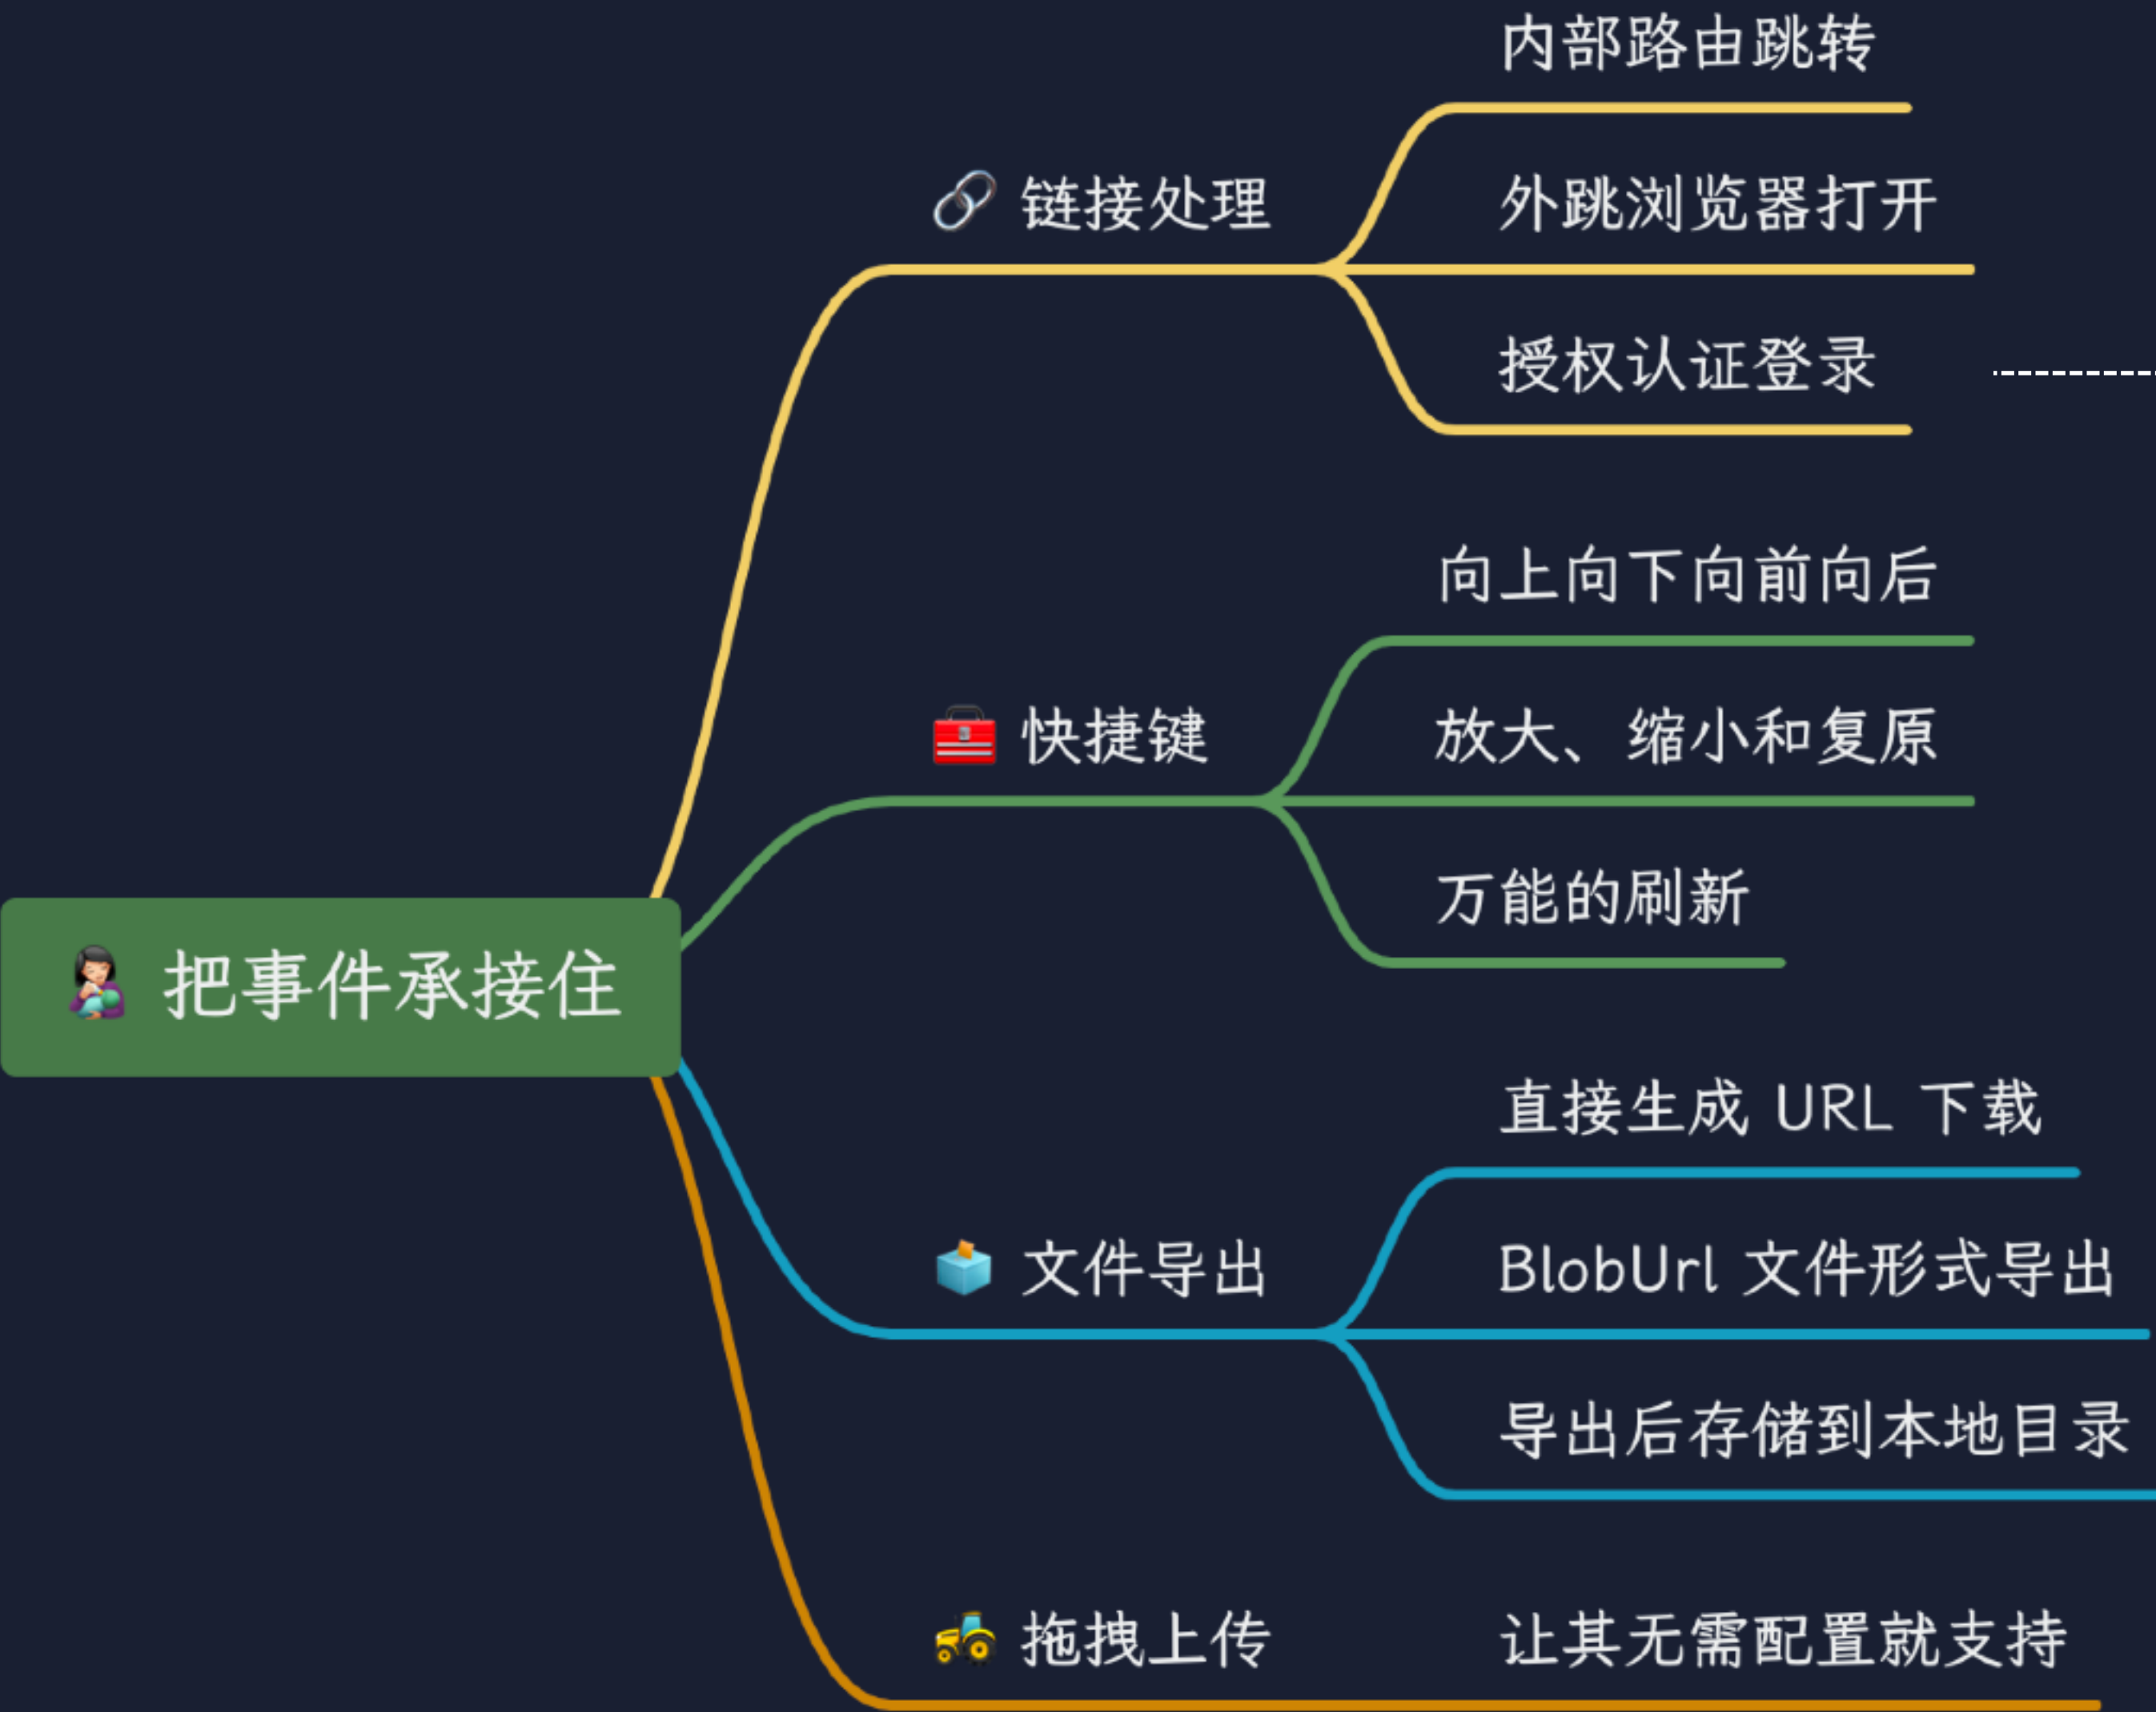 把事件承接住
链接处理
内部路由跳转
外跳浏览器打开
授权认证登录
快捷键
向上向下向前向后
放大、缩小和复原
万能的刷新
文件导出
直接生成 URL 下载
BlobUrl 文件形式导出
导出后存储到本地目录
拖拽上传
让其无需配置就支持